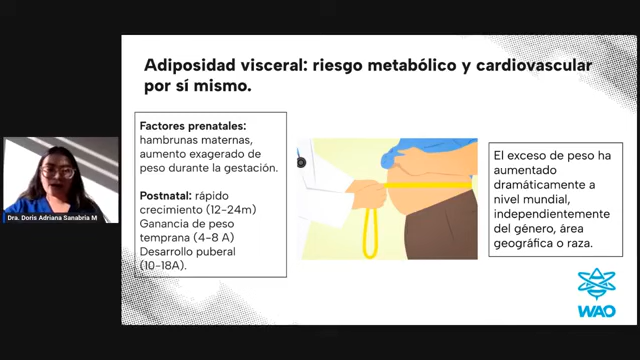 Adiposidad visceral: riesgo metabólico y cardiovascular
por sí mismo.
Factores prenatales:
hambrunas maternas,
aumento exagerado de
peso durante la gestación.
Postnatal: rápido
crecimiento (12-24m)
Ganancia de peso
temprana (4-8 A)
Desarrollo puberal
(10-18A).
El exceso de peso ha
aumentado
dramáticamente a
nivel mundial,
independientemente
del género, área
geográfica o raza.
Dra. Doris Adriana Sanabria M
WAO